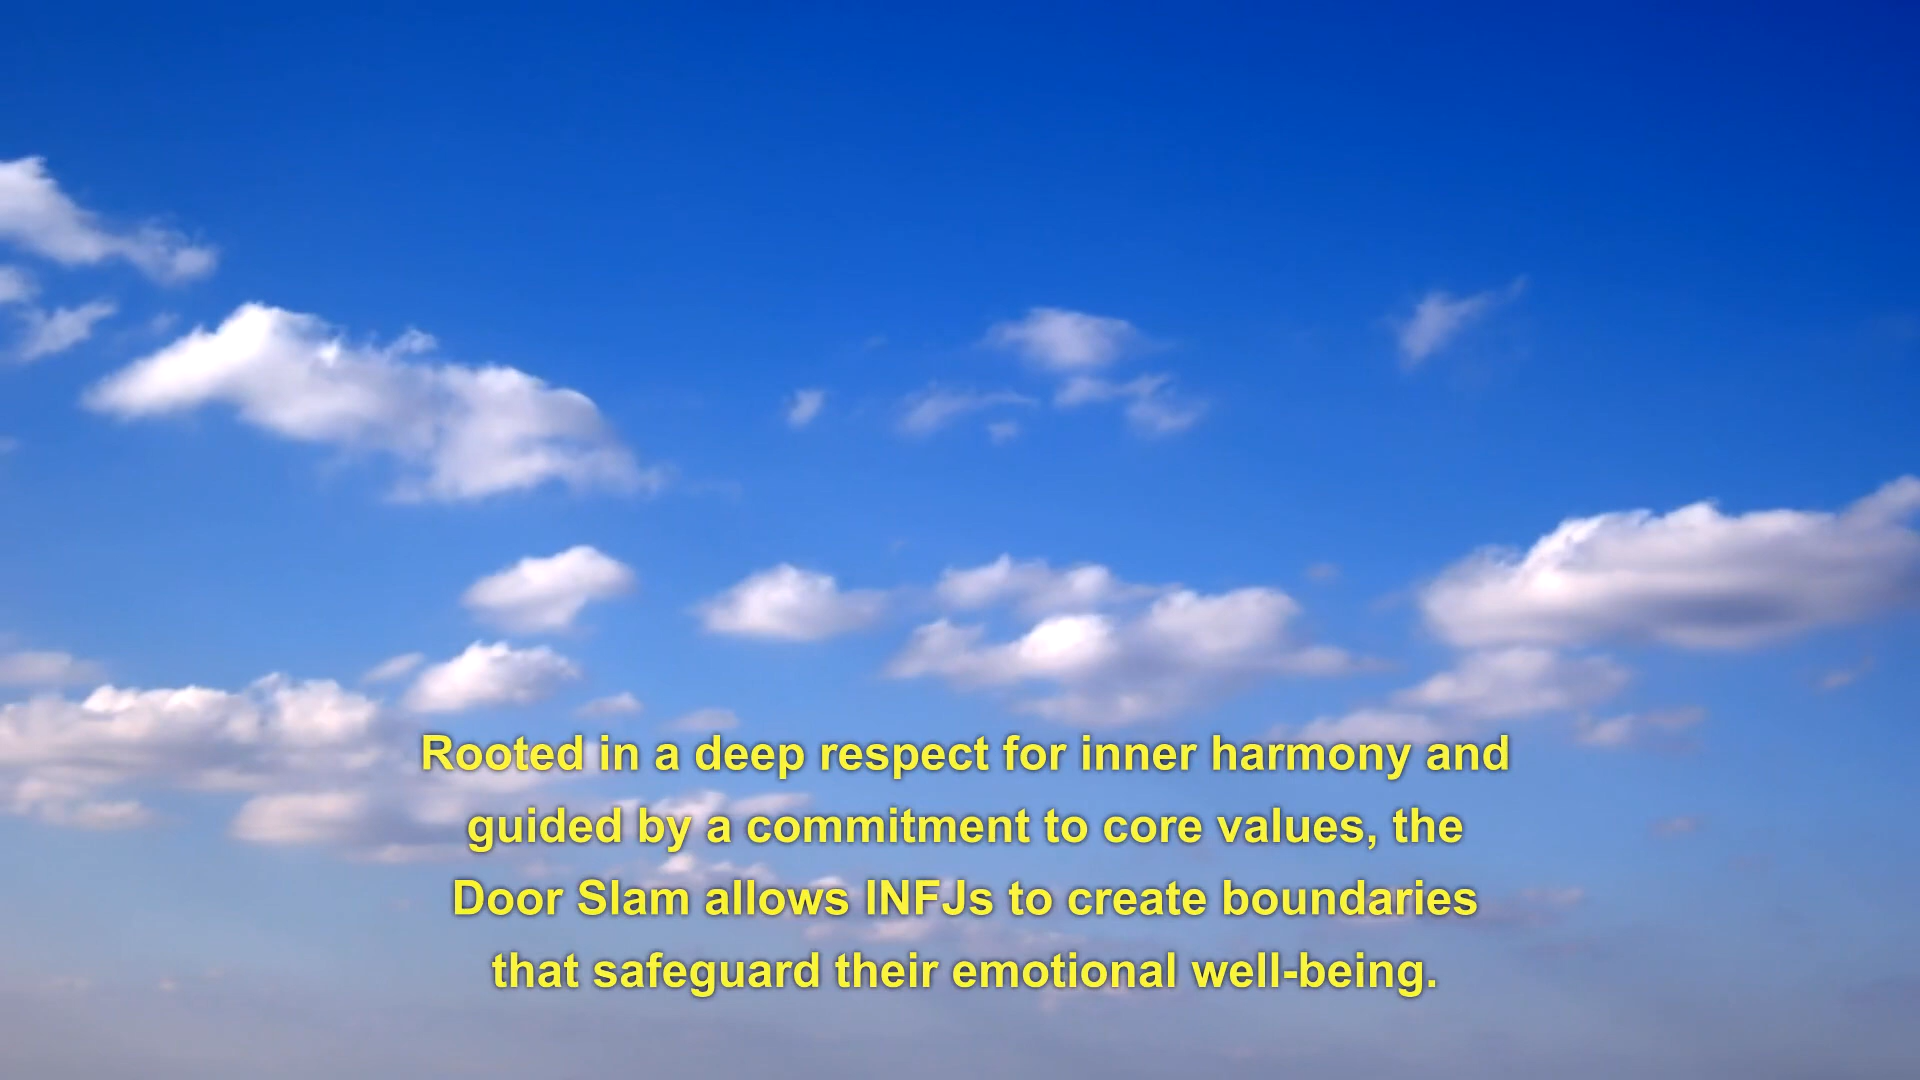 Rooted in a deep respect for inner harmony and
guided by a commitment to core values, the
Door Slam allows INFJs to create boundaries
that safeguard their emotional well-being.